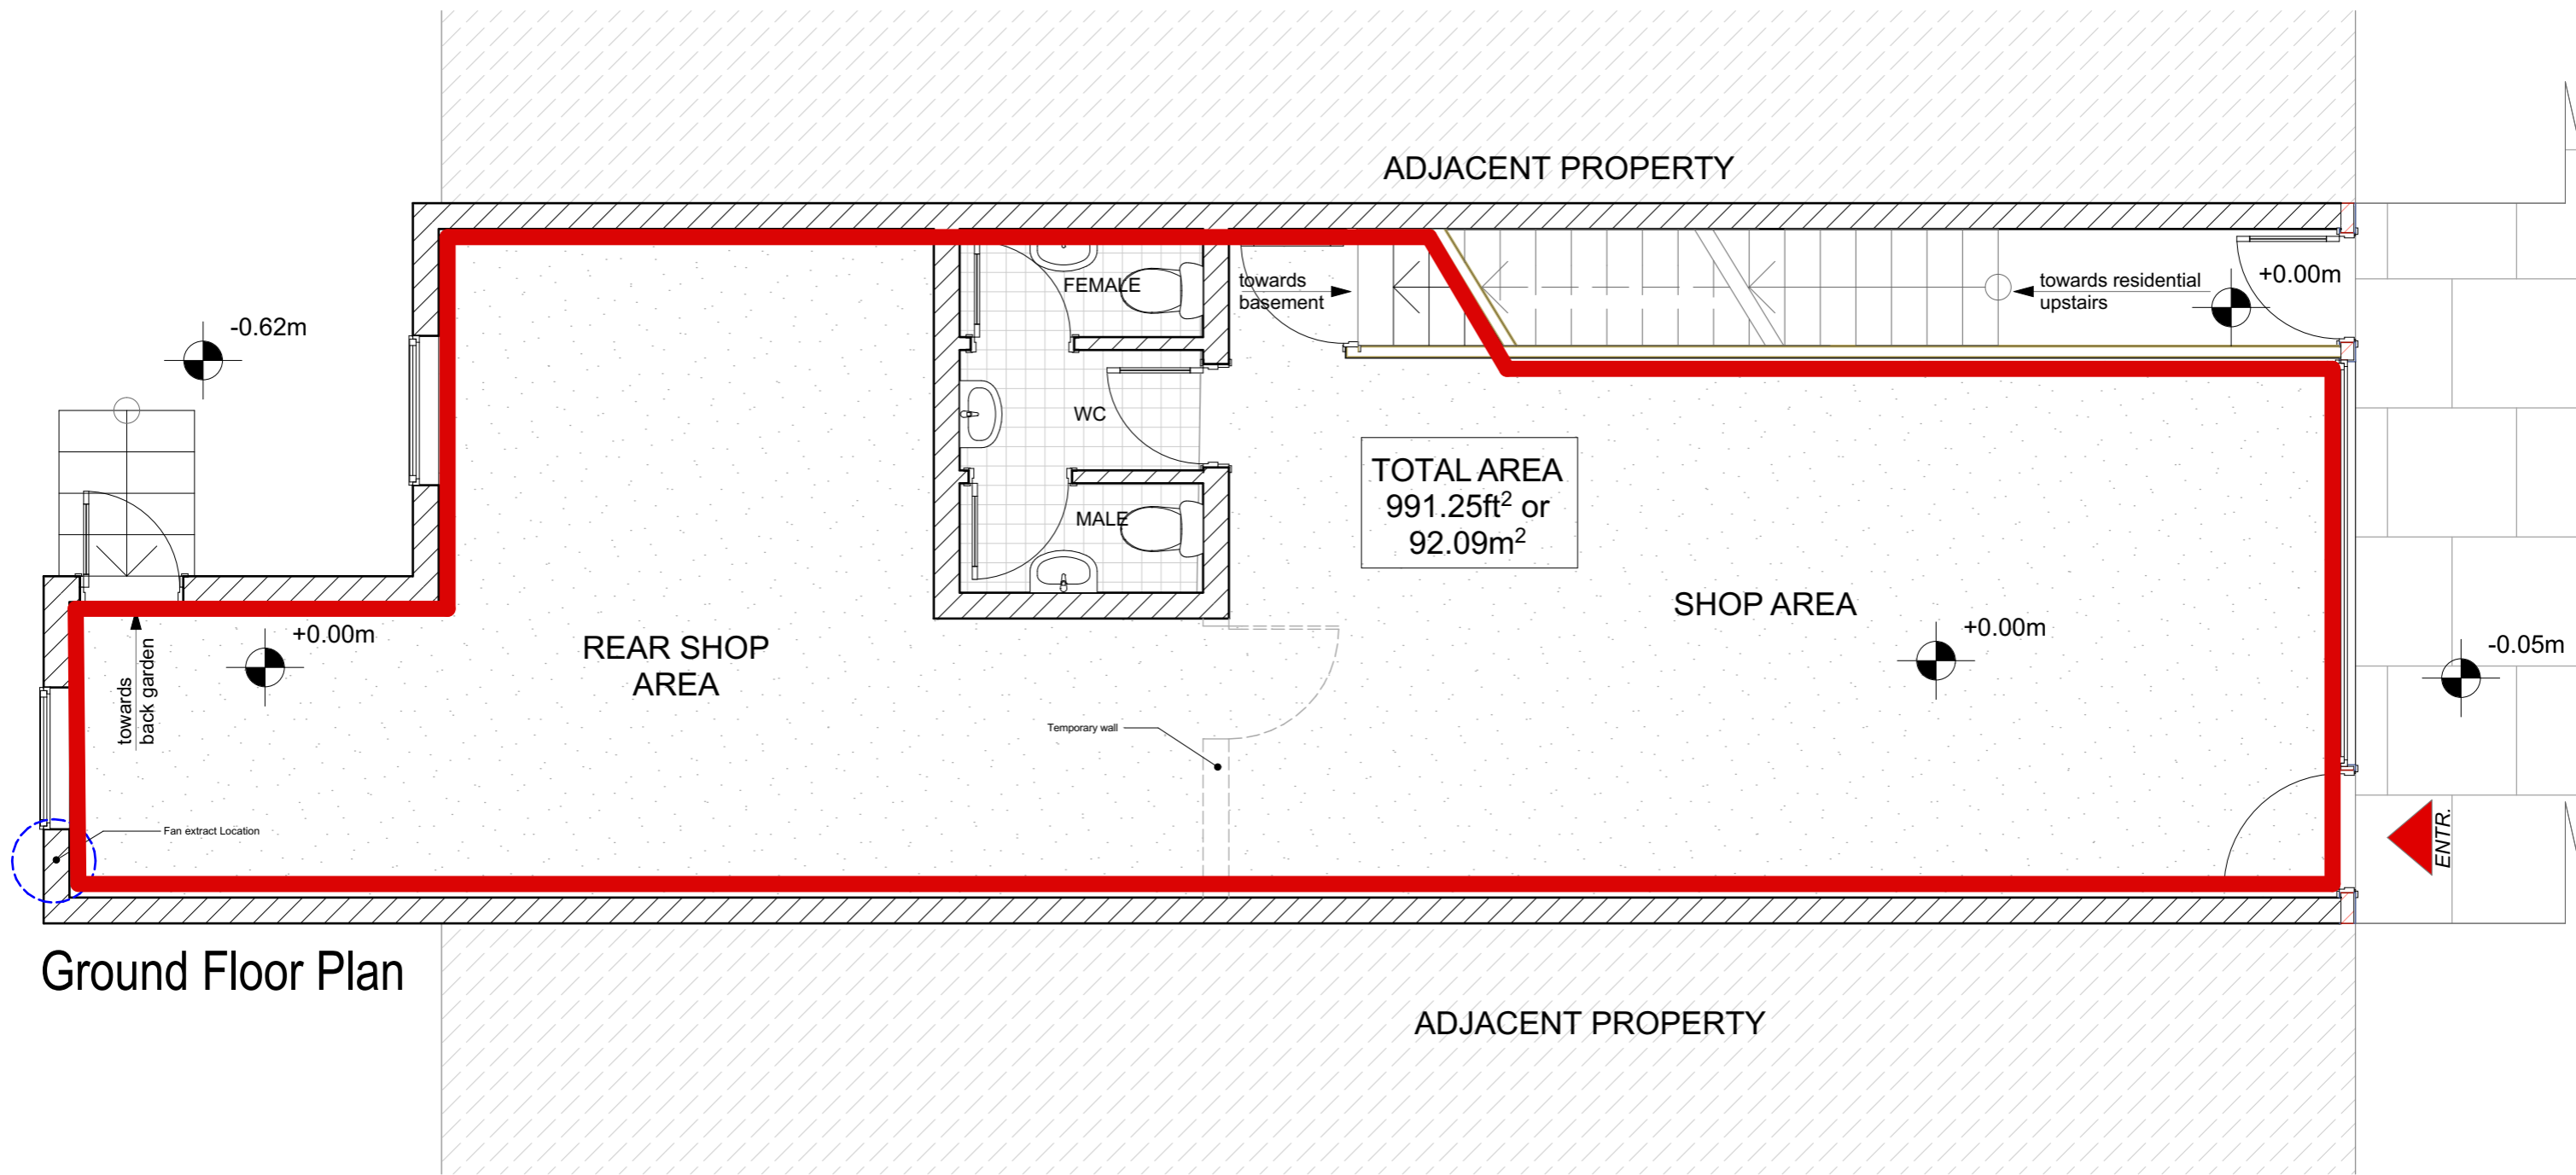 ADJACENT PROPERTY
FEMALE
towards
basement
towards residential
upstairs
+0.00m
-0.62m
WC
TOTAL AREA
991.25ft² or
92.09m²
MALE
SHOP AREA
+0.00m
-0.05m
+0.00m
REAR SHOP
AREA
towards
back garden
Temporary wall
Fan extract Location
ENTR.
Ground Floor Plan
ADJACENT PROPERTY